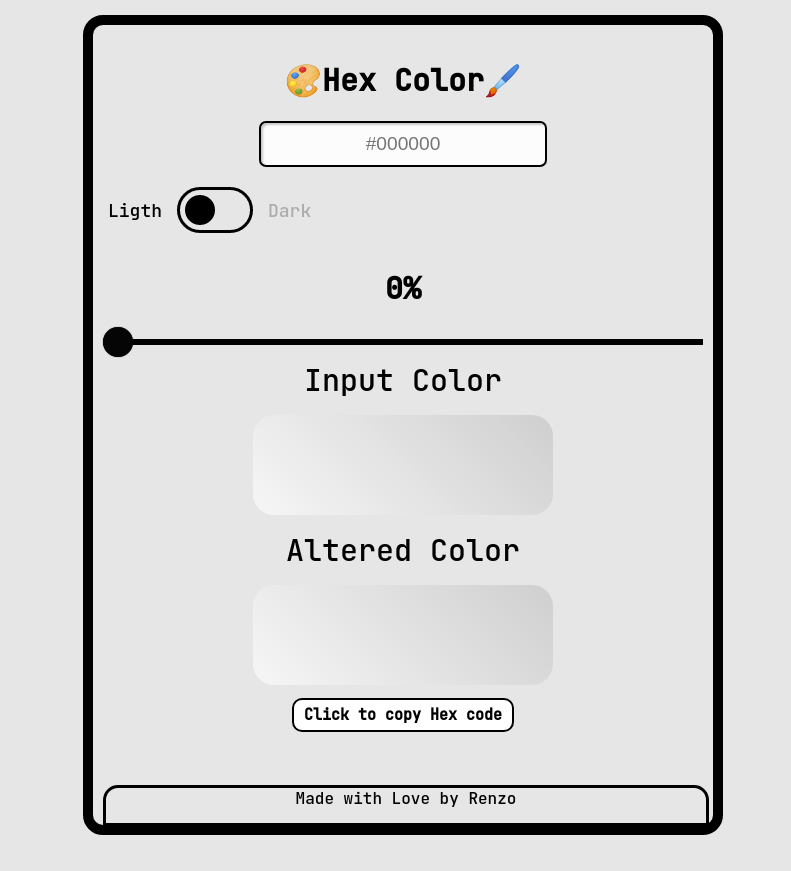 🎨Hex Color🖌️
#000000
Ligth Dark
0%
Input Color
Altered Color
Click to copy Hex code
Made with Love by Renzo